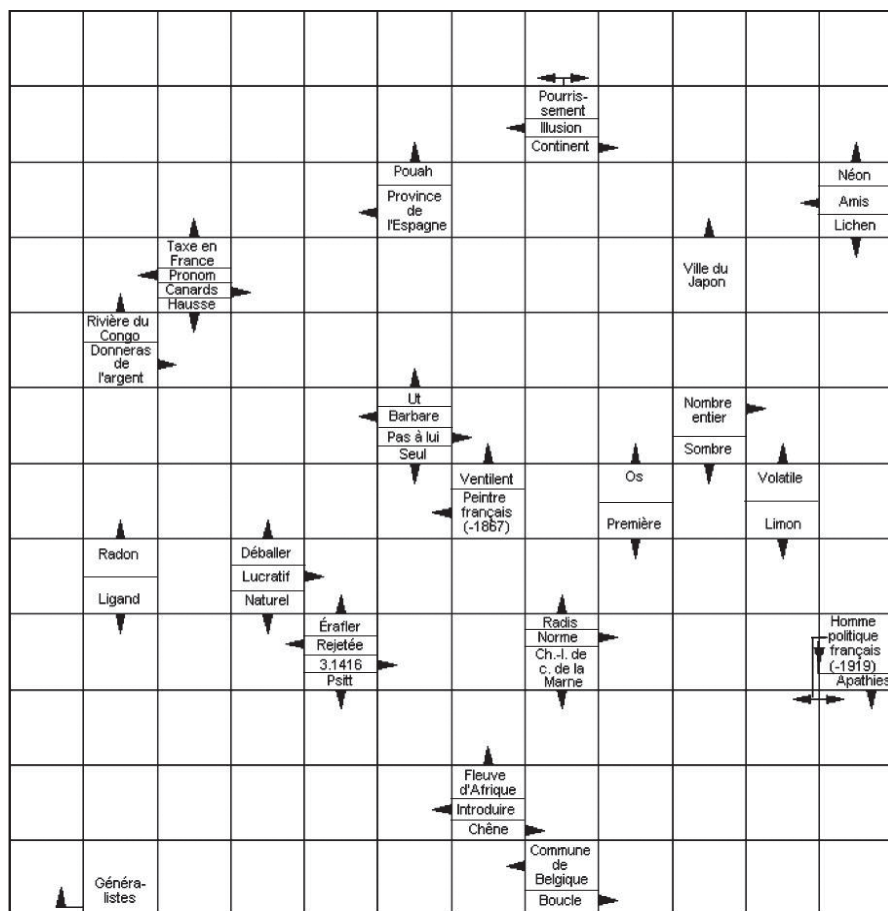 Pourris-
sement
Illusion
Continent
Pouah
Province
de
l'Espagne
Néon
Amis
Lichen
Taxe en
France
Pronom
Canards
Hausse
Ville du
Japon
Rivière du
Congo
Donneras
de
l'argent
Ut
Barbare
Pas à lui
Seul
Nombre
entier
Sombre
Ventilent
Peintre
français
(-1867)
Os
Première
Volatile
Limon
Radon
Ligand
Déballer
Lucratif
Naturel
Érafler
Rejetée
3.1416
Psitt
Radis
Norme
Ch.-l. de
c. de la
Marne
Homme
politique
français
(-1919)
Apathies
Fleuve
d'Afrique
Introduire
Chêne
Commune
de
Belgique
Boucle
Généra-
listes